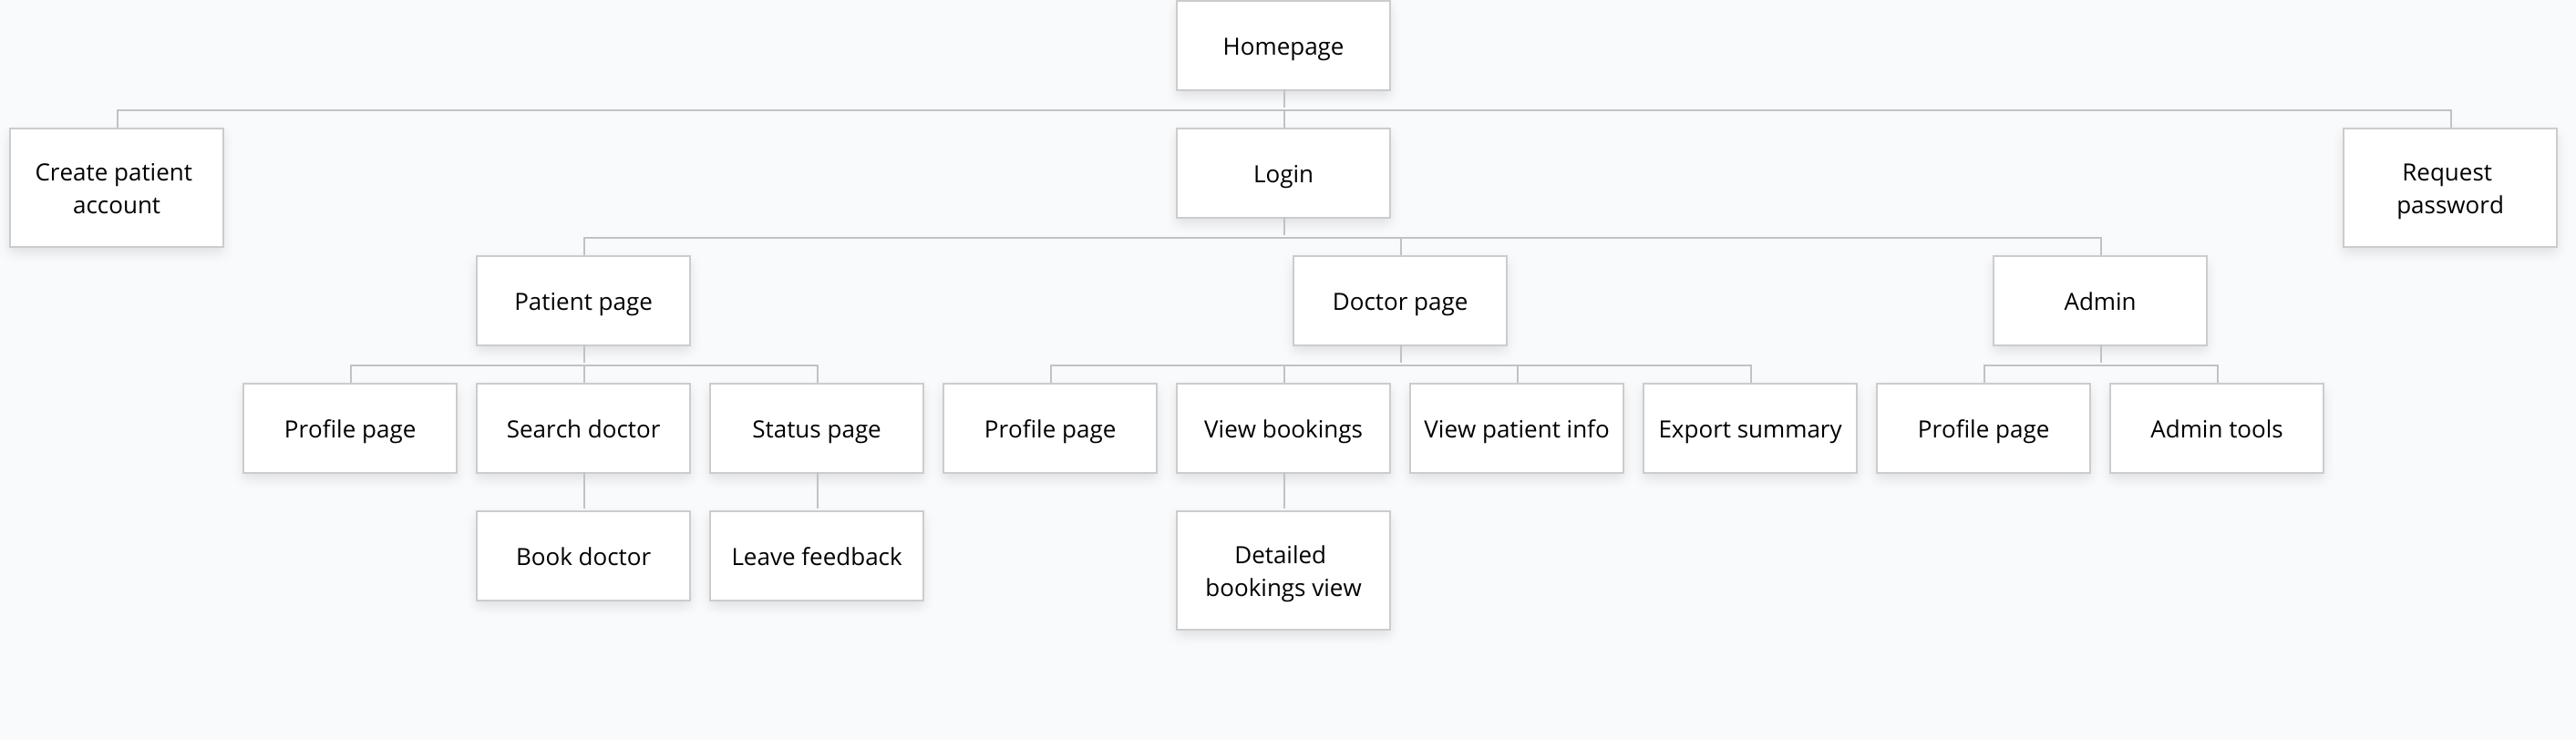 Homepage
Create patient
account
Login
Request
password
Patient page
Doctor page
Admin
Profile page
Search doctor
Status page
Profile page
View bookings
View patient info
Export summary
Profile page
Admin tools
Book doctor
Leave feedback
Detailed
bookings view